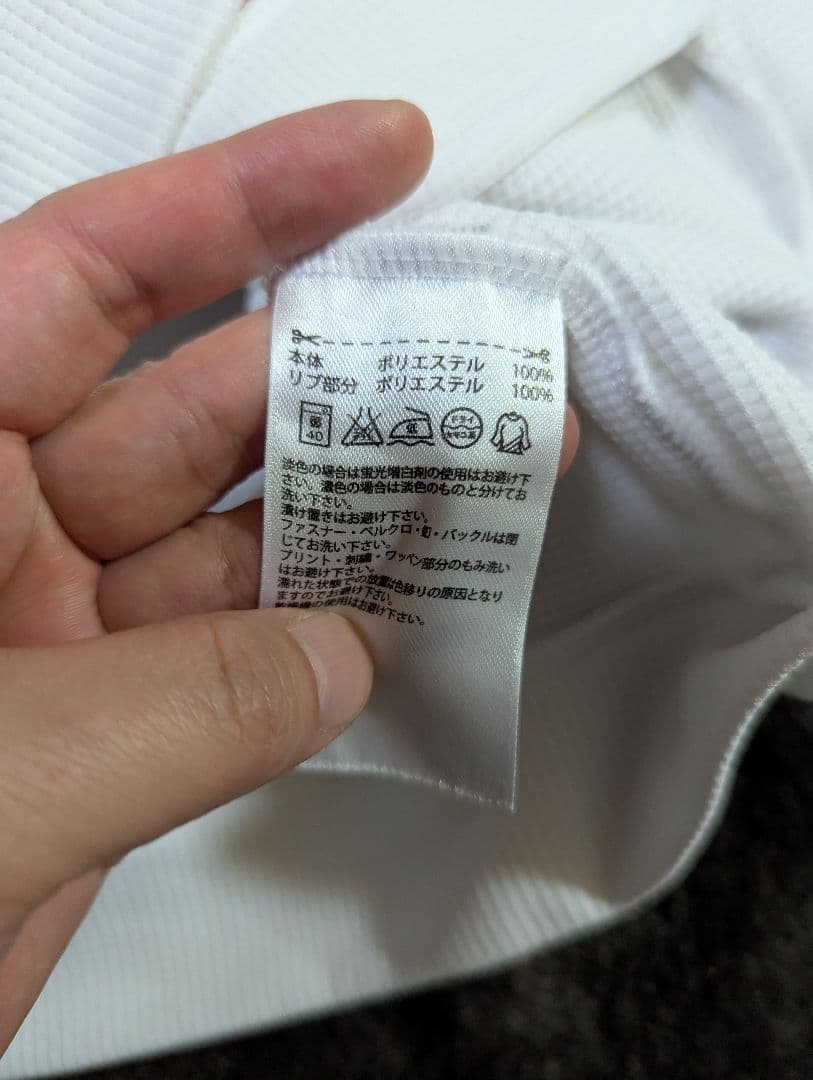 本体 ポリエステル 100%
リブ部分 ポリエステル 100%
弱 40 低 ドライ
淡色の場合は蛍光増白剤の使用はお避け下
さい。濃色の場合は淡色のものと分けてお
洗い下さい。
漬け置きはお避け下さい。
ファスナー・ベルクロ・釦・バックルは閉
じてお洗い下さい。
プリント・刺繍・ワッペン部分のもみ洗い
はお避け下さい。
濡れた状態での放置は色移りの原因となり
ますのでお避け下さい。
の使用はお避け下さい。